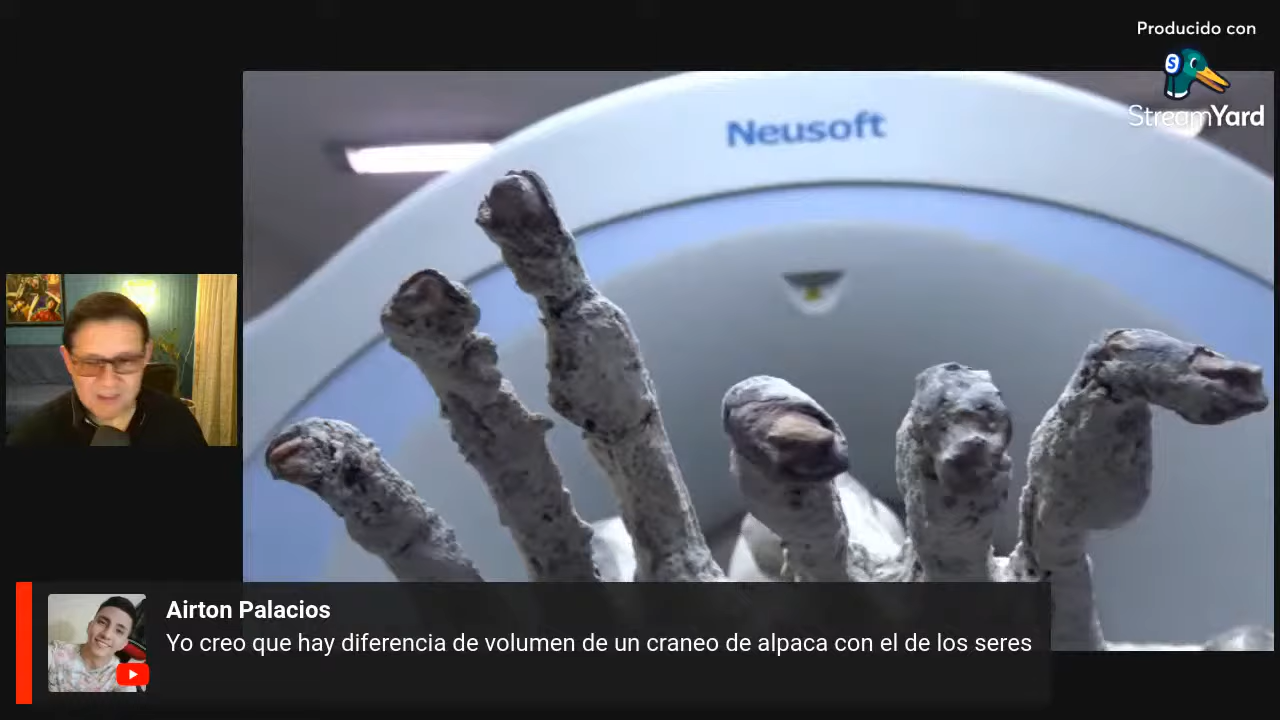 Producido con
StreamYard
Neusoft
Airton Palacios
Yo creo que hay diferencia de volumen de un craneo de alpaca con el de los seres